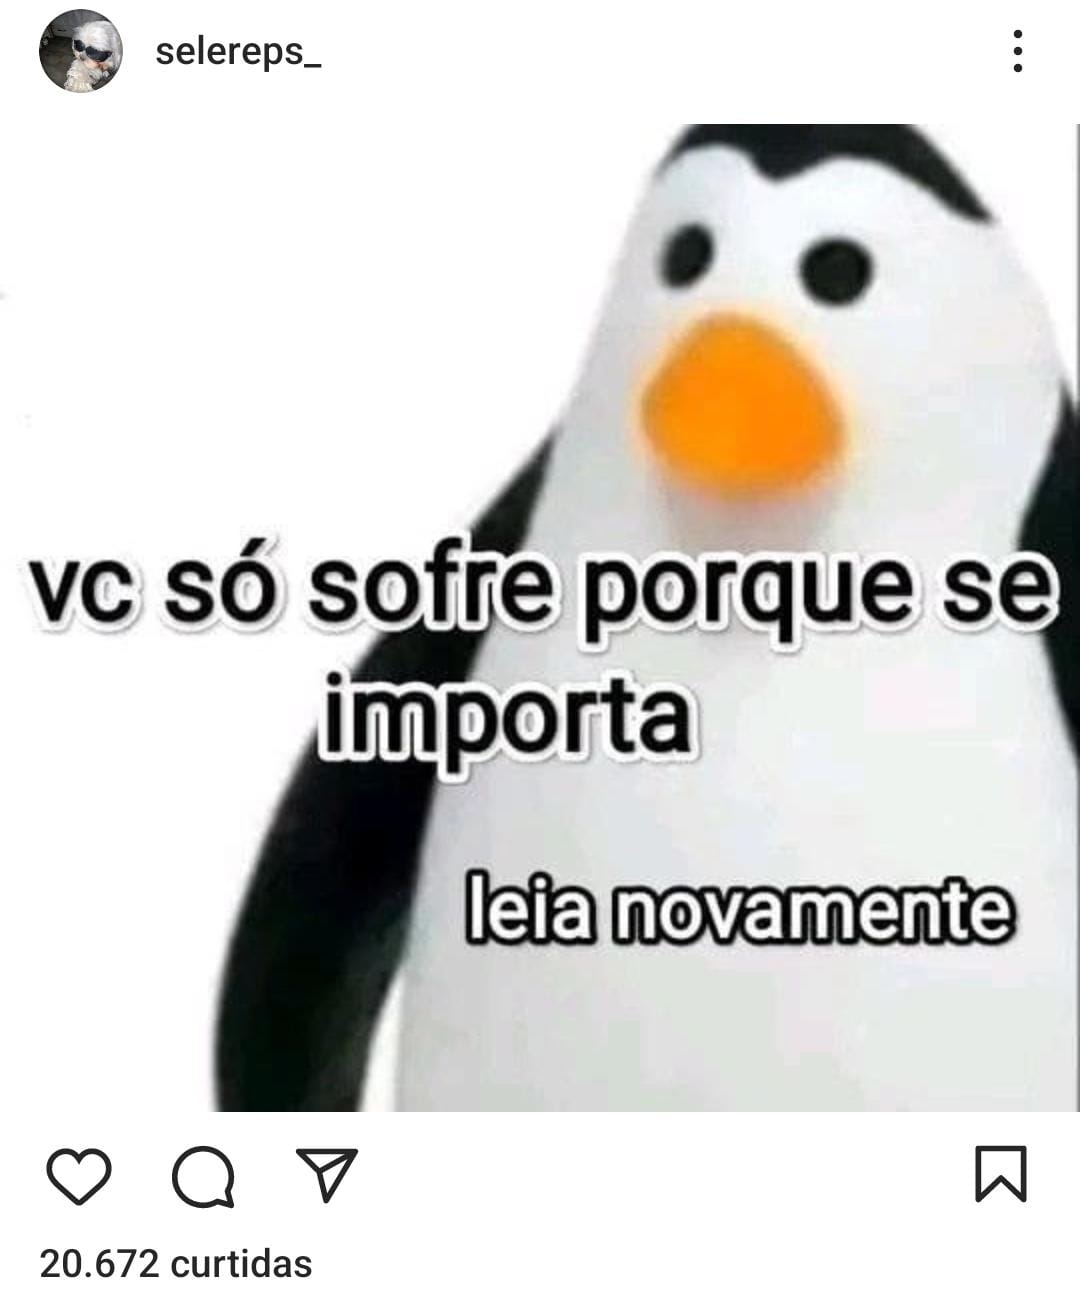 selereps_
vc só sofre porque se
importa
leia novamente
20.672 curtidas